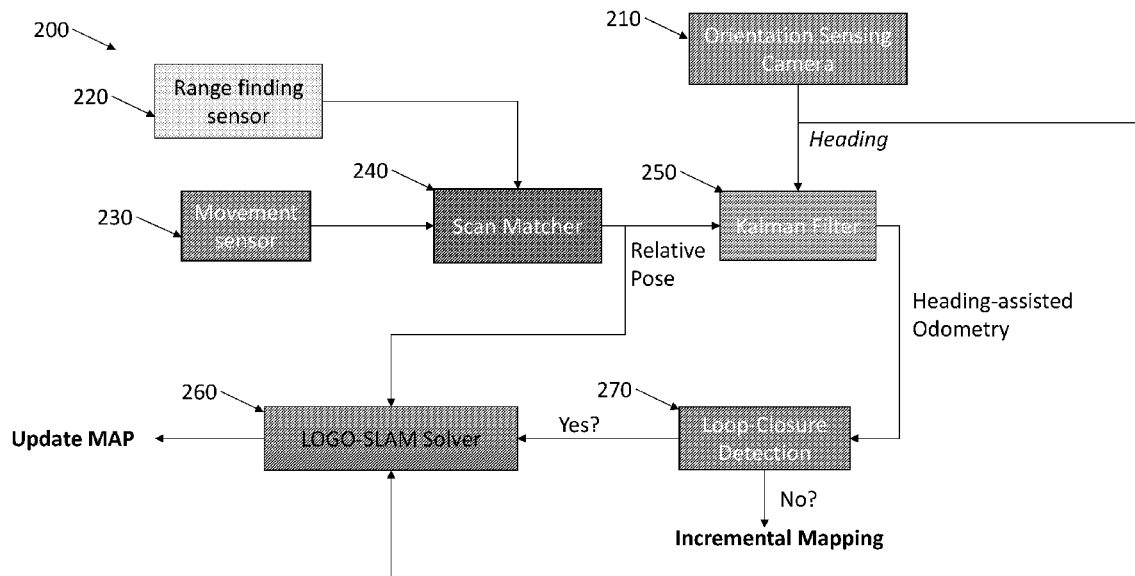 200
210
Orientation Sensing
Camera
220
Range finding
sensor
Heading
240
250
230
Movement
sensor
Scan Matcher
Kalman Filter
Relative
Pose
Heading-assisted
Odometry
260
270
Update MAP
LOGO-SLAM Solver
Yes?
Loop-Closure
Detection
No?
Incremental Mapping